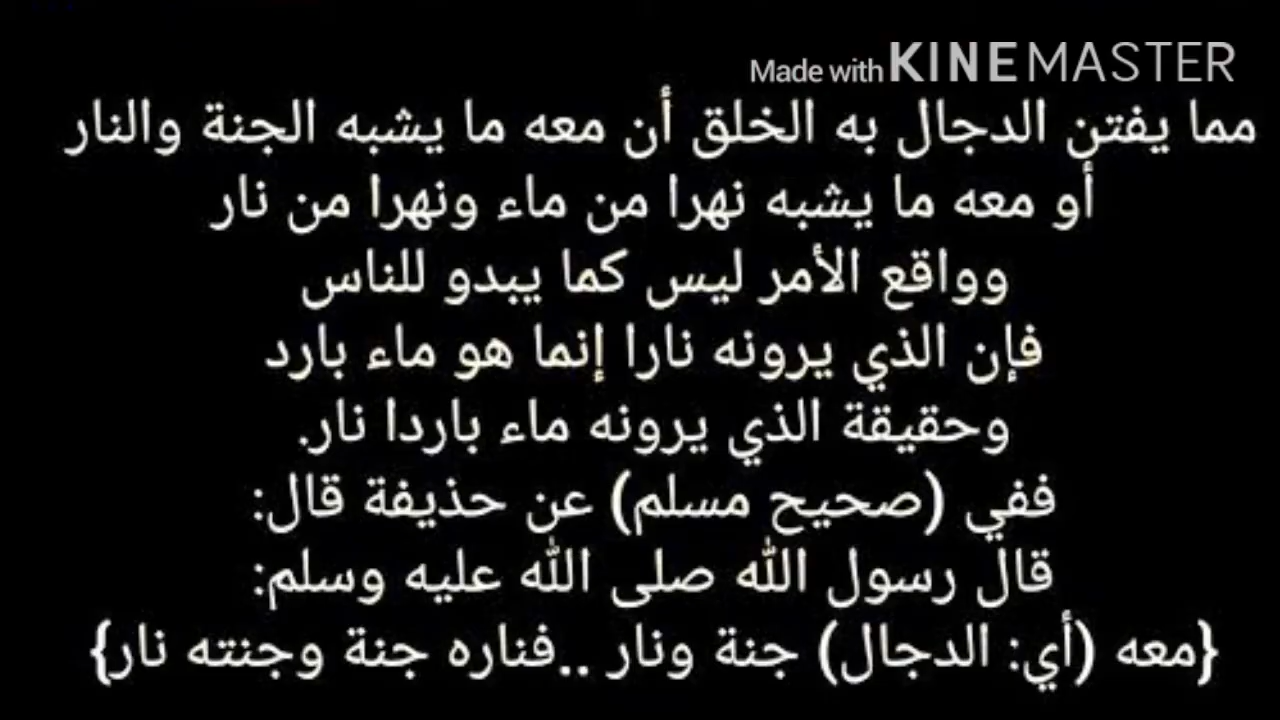 Made with KINEMASTER
مما يفتن الدجال به الخلق أن معه ما يشبه الجنة والنار
أو معه ما يشبه نهرا من ماء ونهرا من نار
وواقع الأمر ليس كما يبدو للناس
فإن الذي يرونه نارا إنما هو ماء بارد
وحقيقة الذي يرونه ماء باردا نار.
ففي (صحيح مسلم) عن حذيفة قال:
قال رسول الله صلى الله عليه وسلم:
{معه (أي: الدجال) جنة ونار ..فناره جنة وجنته نار}